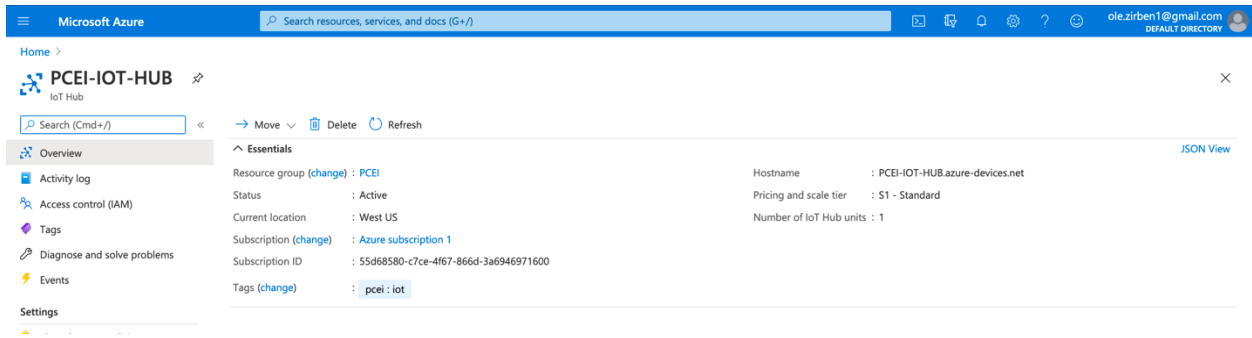 Microsoft Azure
Search resources, services, and docs (G+/)
ole.zirben1@gmail.com
DEFAULT DIRECTORY
Home >
PCEI-IOT-HUB
IoT Hub
Search (Cmd+/)
«
Move
Delete
Refresh
Overview
Activity log
Access control (IAM)
Tags
Diagnose and solve problems
Events
Settings
Essentials
JSON View
Resource group (change) : PCEI
Status : Active
Current location : West US
Subscription (change) : Azure subscription 1
Subscription ID : 55d68580-c7ce-4f67-866d-3a6946971600
Tags (change) : pcei : iot
Hostname : PCEI-IOT-HUB.azure-devices.net
Pricing and scale tier : S1 - Standard
Number of IoT Hub units : 1